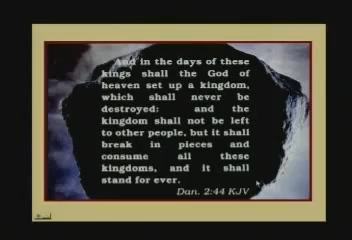 And in the days of these
kings shall the God of
heaven set up a kingdom,
which shall never be
destroyed: and the
kingdom shall not be left
to other people, but it shall
break in pieces and
consume all these
kingdoms, and it shall
stand for ever.
Dan. 2:44 KJV